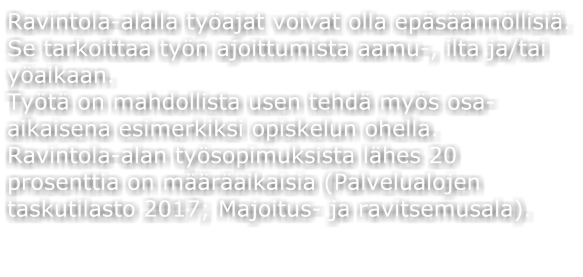 Ravintola-alalla työajat voivat olla epäsäännöllisiä.
Se tarkoittaa työn ajoittumista aamu-, ilta ja/tai
yöaikaan.
Työtä on mahdollista usen tehdä myös osa-
aikaisena esimerkiksi opiskelun ohella.
Ravintola-alan työsopimuksista lähes 20
prosenttia on määräaikaisia (Palvelualojen
taskutilasto 2017; Majoitus- ja ravitsemusala).